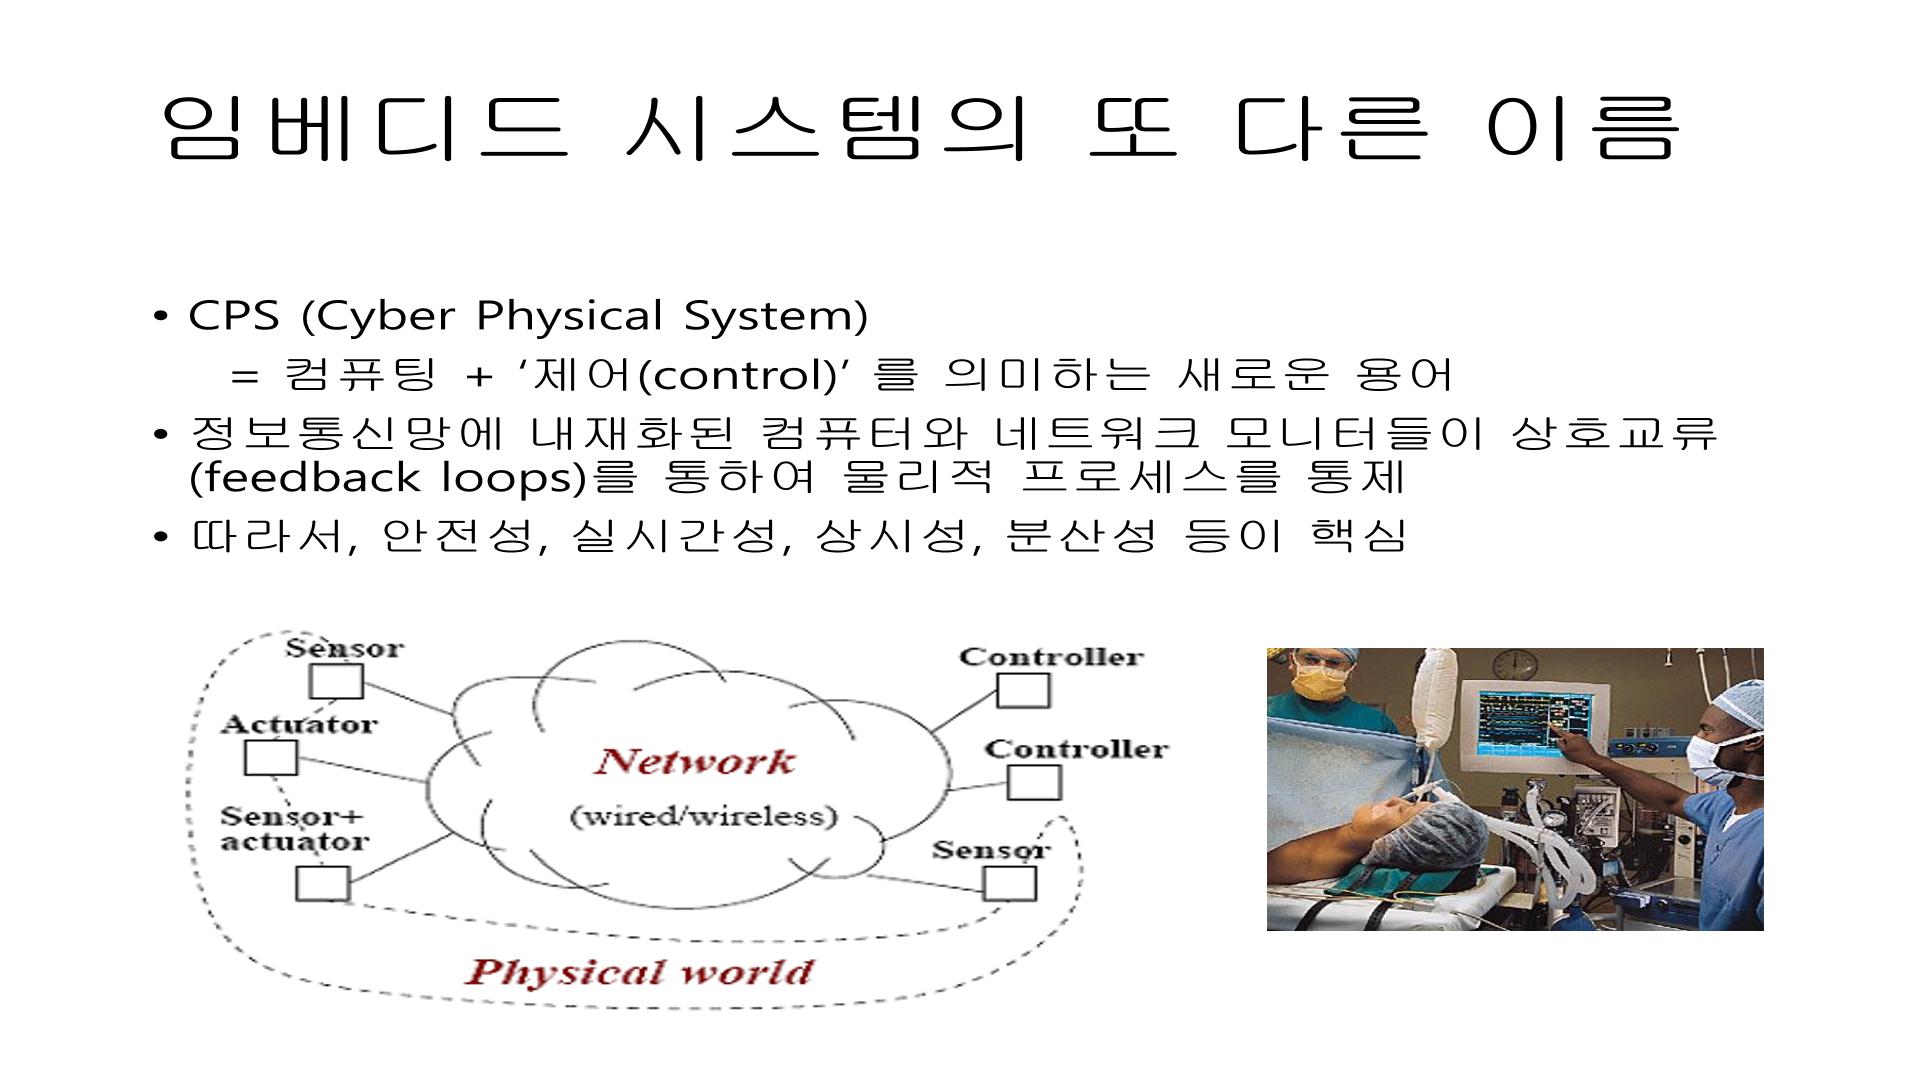 임베디드 시스템의 또 다른 이름
• CPS (Cyber Physical System)
= 컴퓨팅 + ‘제어(control)’ 를 의미하는 새로운 용어
• 정보통신망에 내재화된 컴퓨터와 네트워크 모니터들이 상호교류
(feedback loops)를 통하여 물리적 프로세스를 통제
• 따라서, 안전성, 실시간성, 상시성, 분산성 등이 핵심
Sensor
Actuator
Sensor+
actuator
Network
(wired/wireless)
Controller
Controller
Sensor
Physical world